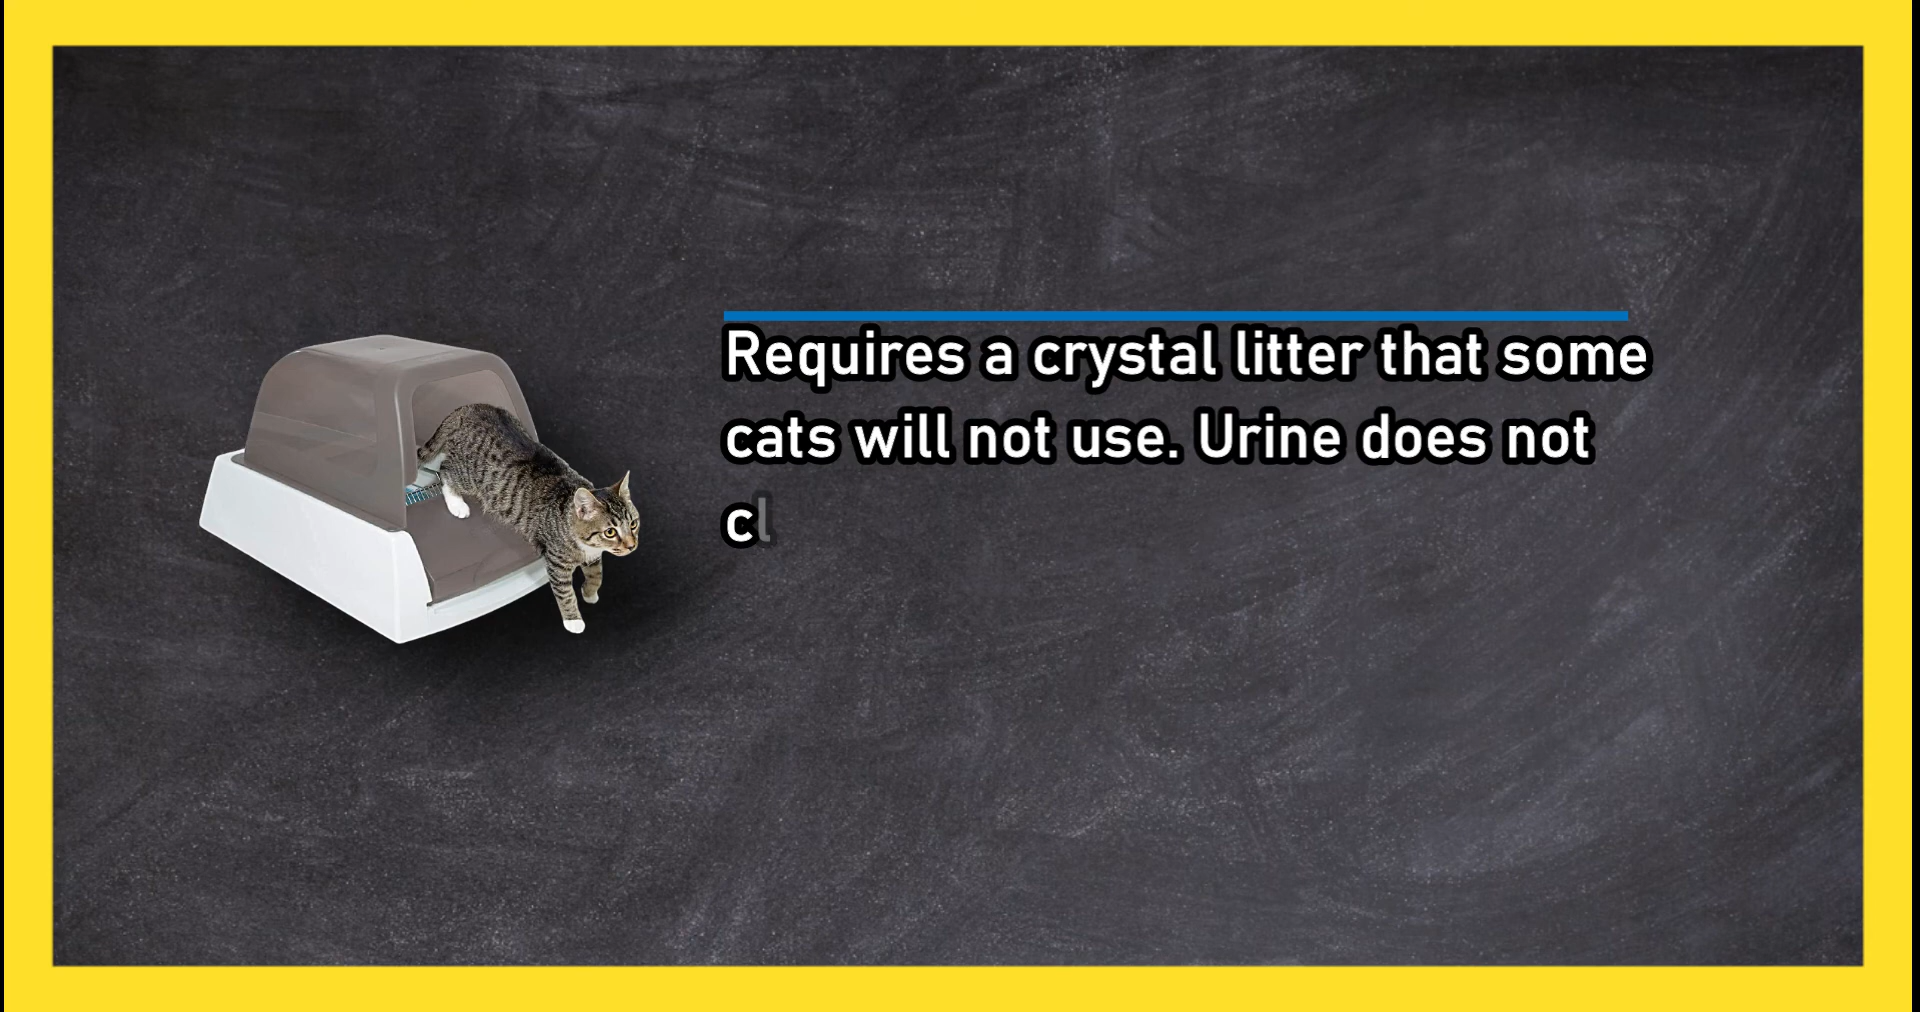 Requires a crystal litter that some
cats will not use. Urine does not
cl